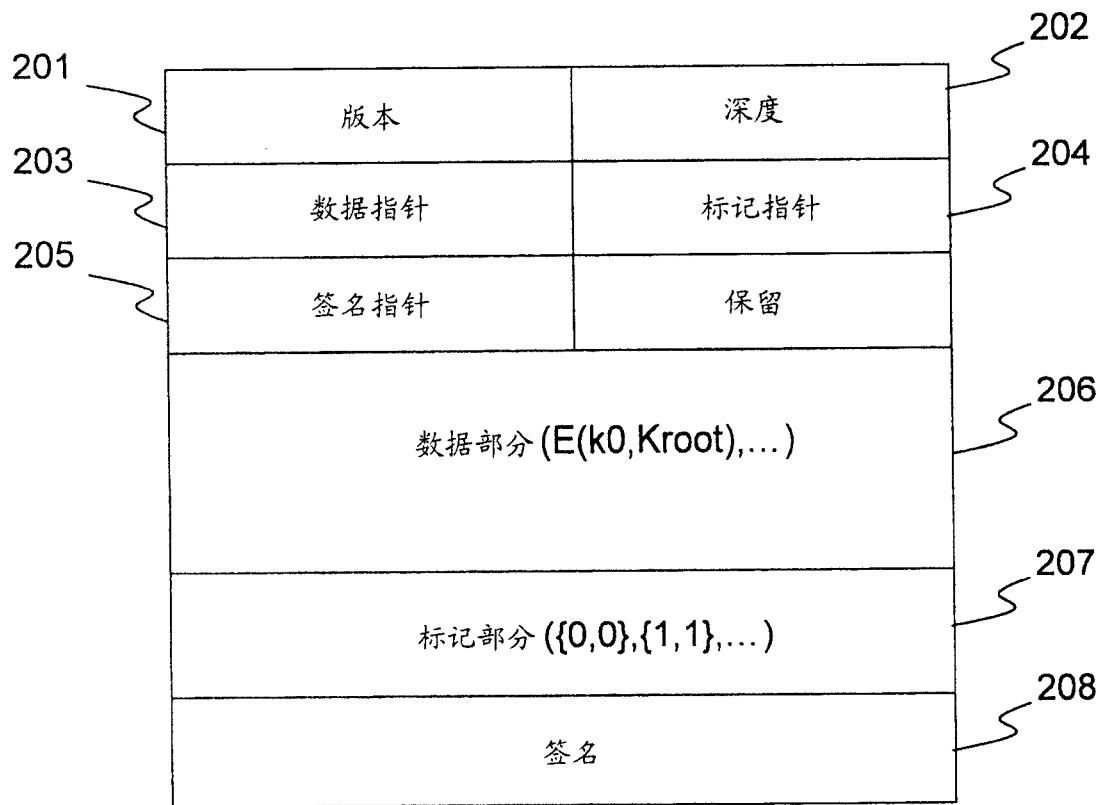 202
201
版本 深度
203
204
数据指针 标记指针
205
签名指针 保留
206
数据部分(E(k0,Kroot),...)
207
标记部分({0,0},{1,1},...)
208
签名